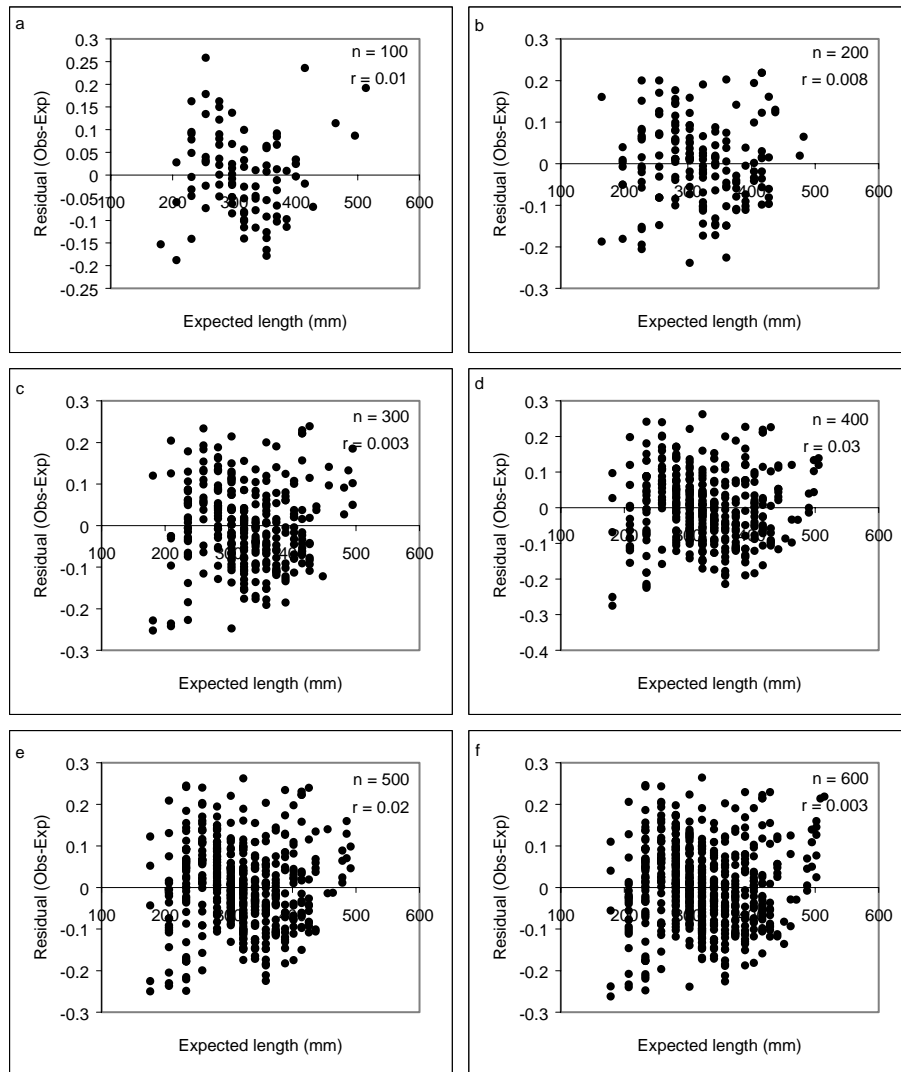 a
n = 100
r = 0.01
0.3
0.25
0.2
0.15
0.1
0.05
0
-0.05
-0.1
-0.15
-0.2
-0.25
100 200 300 400 500 600
Residual (Obs-Exp)
Expected length (mm)
b
n = 200
r = 0.008
0.3
0.2
0.1
0
-0.1
-0.2
-0.3
100 200 300 400 500 600
Residual (Obs-Exp)
Expected length (mm)
c
n = 300
r = 0.003
0.3
0.2
0.1
0
-0.1
-0.2
-0.3
100 200 300 400 500 600
Residual (Obs-Exp)
Expected length (mm)
d
n = 400
r = 0.03
0.3
0.2
0.1
0
-0.1
-0.2
-0.3
-0.4
100 200 300 400 500 600
Residual (Obs-Exp)
Expected length (mm)
e
n = 500
r = 0.02
0.3
0.2
0.1
0
-0.1
-0.2
-0.3
100 200 300 400 500 600
Residual (Obs-Exp)
Expected length (mm)
f
n = 600
r = 0.003
0.3
0.2
0.1
0
-0.1
-0.2
-0.3
100 200 300 400 500 600
Residual (Obs-Exp)
Expected length (mm)